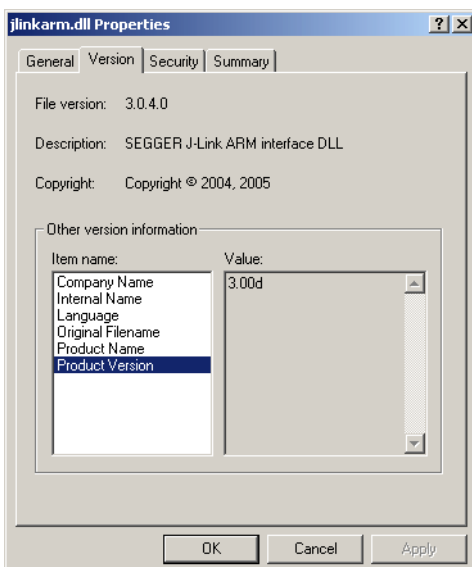 jlinkarm.dll Properties
General Version Security Summary
File version: 3.0.4.0
Description: SEGGER J-Link ARM interface DLL
Copyright: Copyright © 2004, 2005
Other version information
Item name: Value:
Company Name 3.00d
Internal Name
Language
Original Filename
Product Name
Product Version
OK Cancel Apply